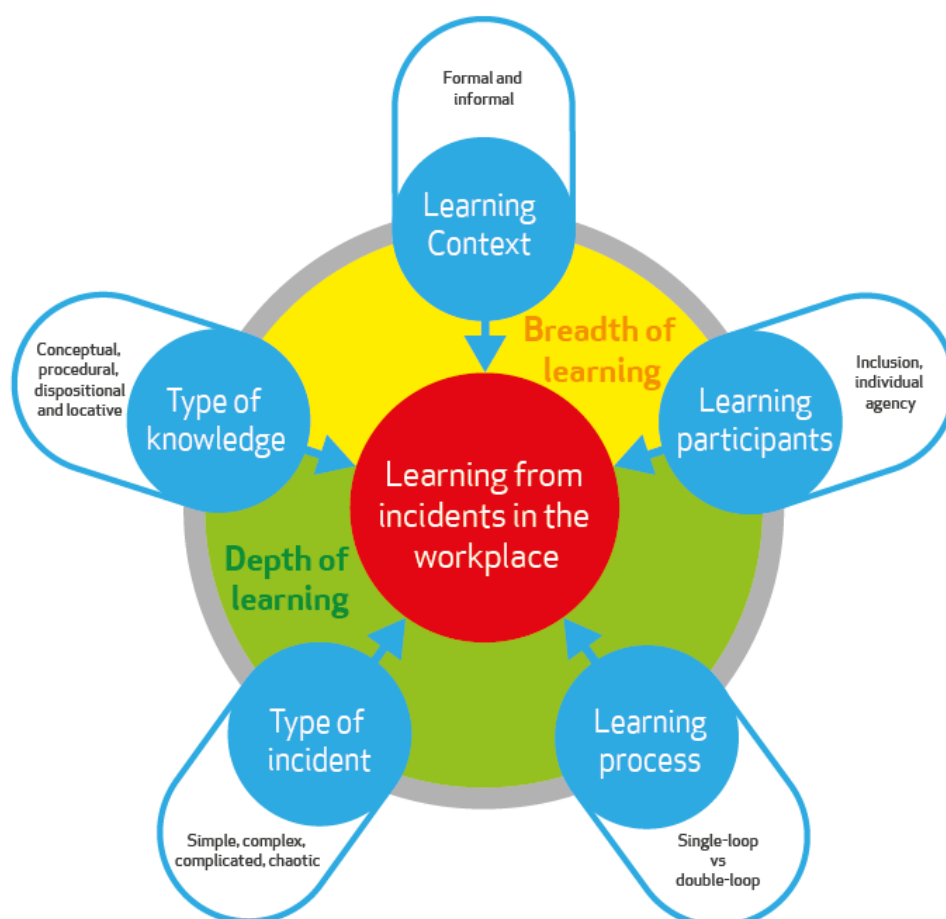 Formal and
informal
Learning
Context
Breadth of
learning
Conceptual,
procedural,
dispositional
and locative
Type of
knowledge
Inclusion,
individual
agency
Learning
participants
Learning from
incidents in the
workplace
Depth of
learning
Type of
incident
Simple, complex,
complicated, chaotic
Learning
process
Single-loop
vs
double-loop